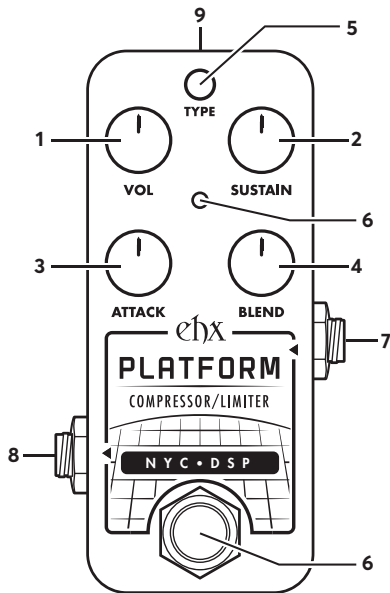 9
5
TYPE
1
2
VOL
SUSTAIN
6
3
4
ATTACK
BLEND
ehx
7
PLATFORM
COMPRESSOR/LIMITER
8
NYC•DSP
6